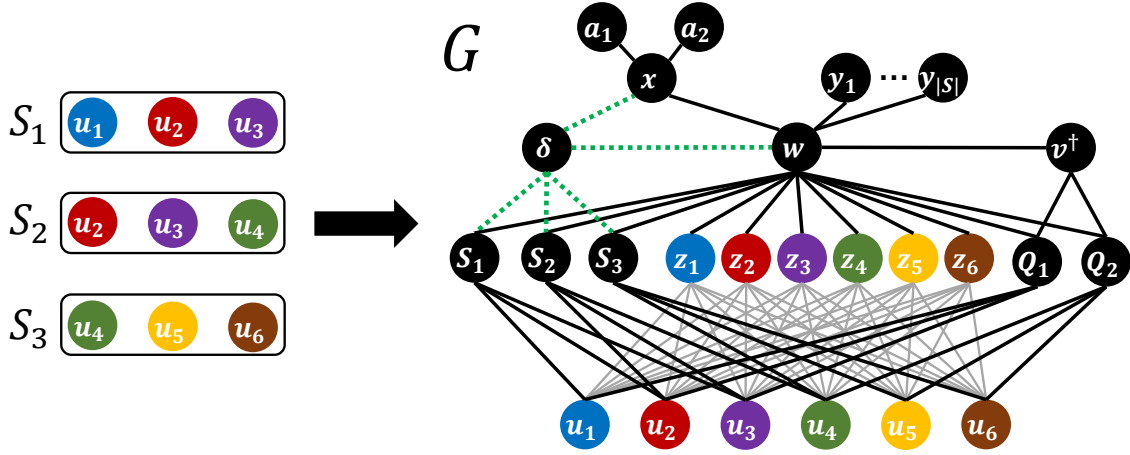 S₁ u₁ u₂ u₃
S₂ u₂ u₃ u₄
S₃ u₄ u₅ u₆
G
a₁ a₂
x y₁ ··· y|S|
δ w v†
S₁ S₂ S₃ z₁ z₂ z₃ z₄ z₅ z₆ Q₁ Q₂
u₁ u₂ u₃ u₄ u₅ u₆